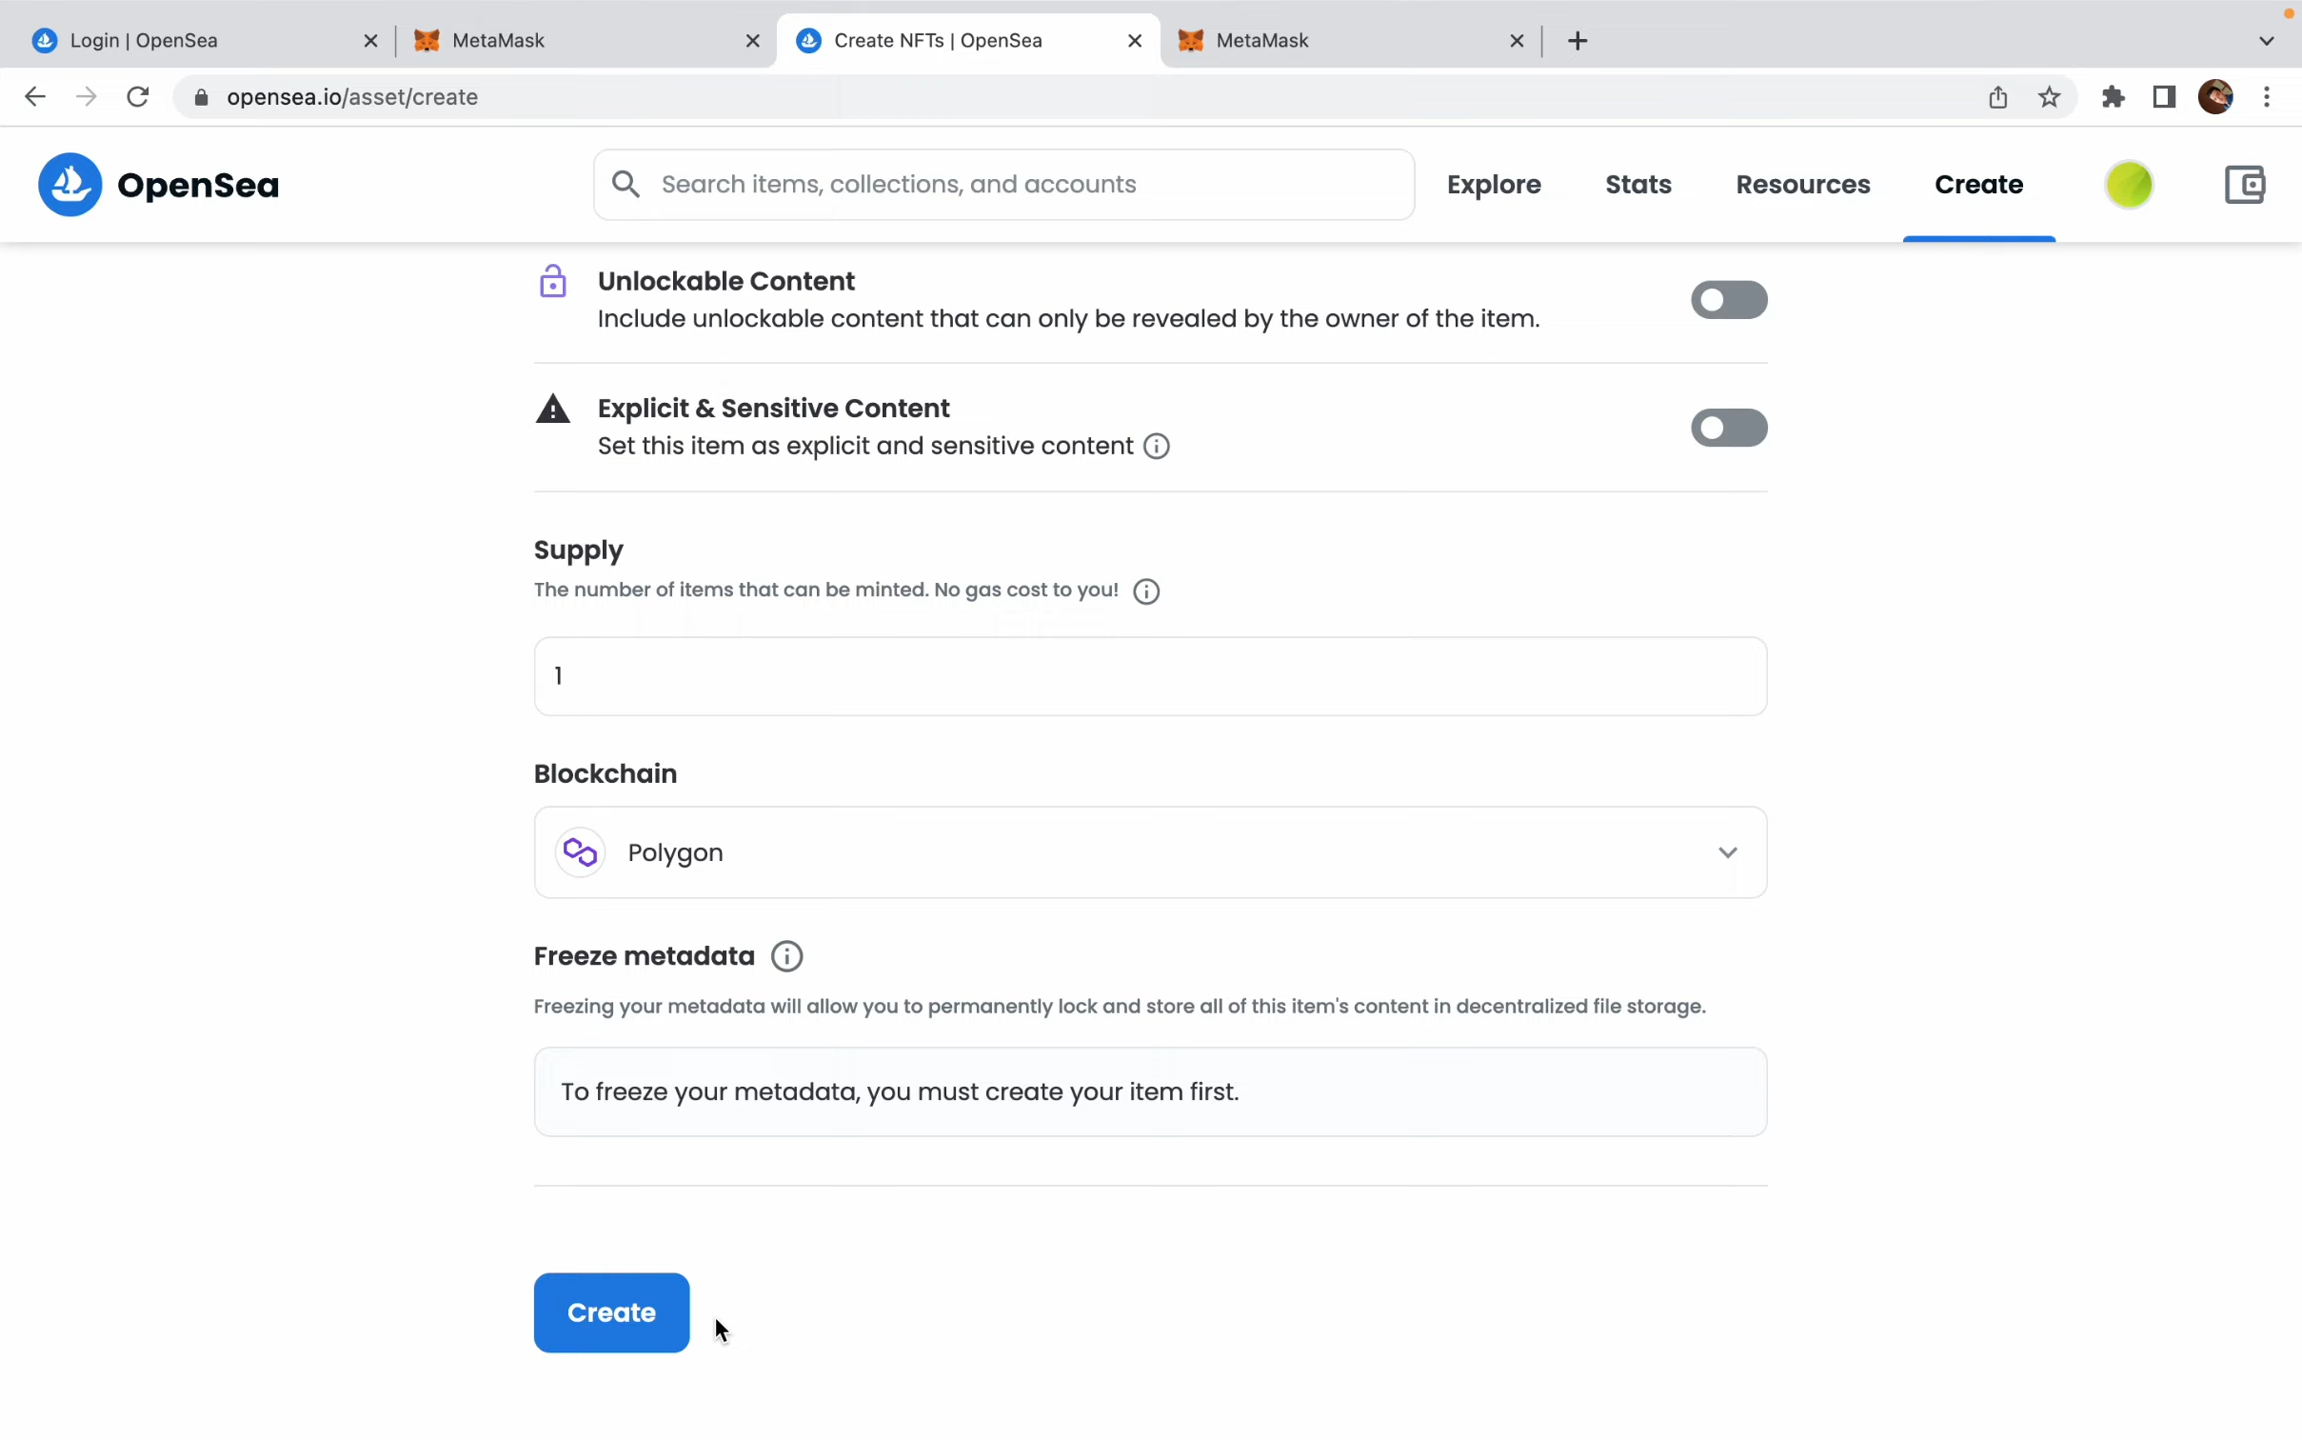 Login | OpenSea
MetaMask
Create NFTs | OpenSea
MetaMask
opensea.io/asset/create
OpenSea
Search items, collections, and accounts
Explore
Stats
Resources
Create
Unlockable Content
Include unlockable content that can only be revealed by the owner of the item.
Explicit & Sensitive Content
Set this item as explicit and sensitive content
Supply
The number of items that can be minted. No gas cost to you!
1
Blockchain
Polygon
Freeze metadata
Freezing your metadata will allow you to permanently lock and store all of this item's content in decentralized file storage.
To freeze your metadata, you must create your item first.
Create